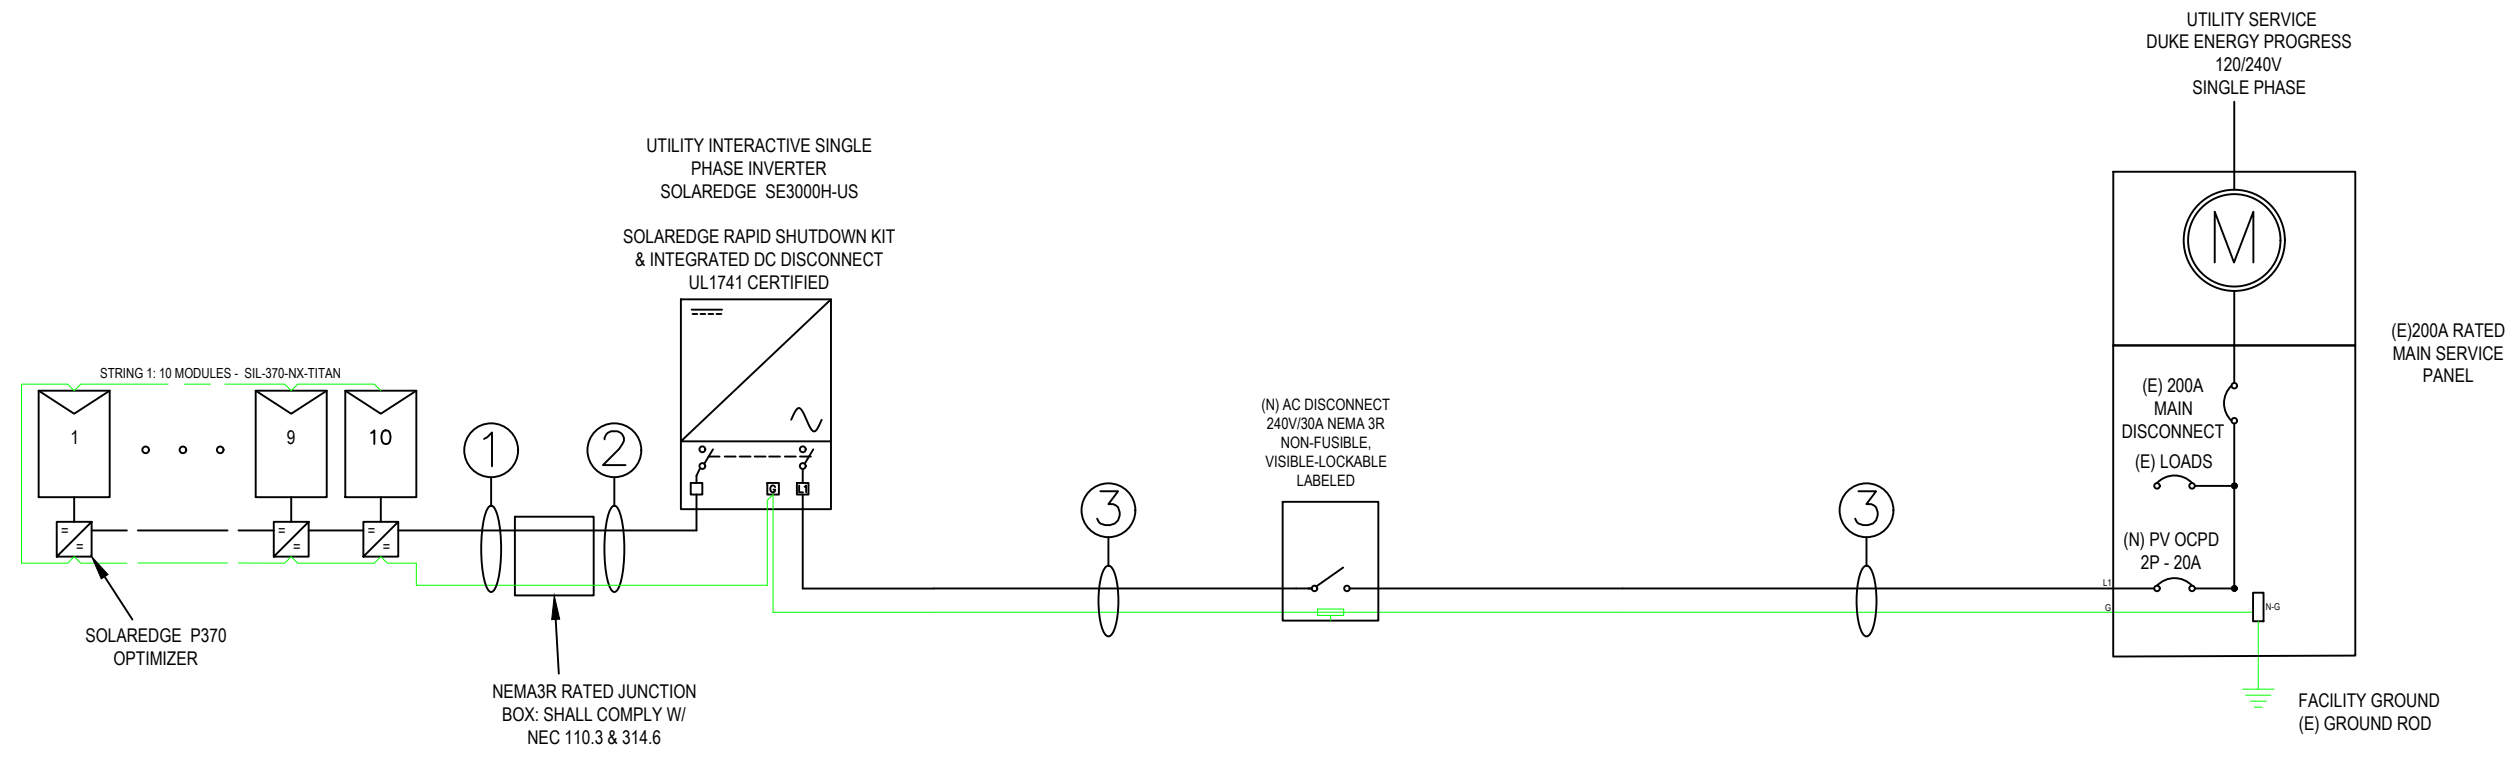 UTILITY SERVICE
DUKE ENERGY PROGRESS
120/240V
SINGLE PHASE
UTILITY INTERACTIVE SINGLE
PHASE INVERTER
SOLAREDGE SE3000H-US
SOLAREDGE RAPID SHUTDOWN KIT
& INTEGRATED DC DISCONNECT
UL1741 CERTIFIED
M
(E)200A RATED
MAIN SERVICE
PANEL
STRING 1: 10 MODULES - SIL-370-NX-TITAN
1
9
10
1
2
G
L1
(N) AC DISCONNECT
240V/30A NEMA 3R
NON-FUSIBLE,
VISIBLE-LOCKABLE
LABELED
3
3
(E) 200A
MAIN
DISCONNECT
(E) LOADS
(N) PV OCPD
2P - 20A
L1
G
N-G
SOLAREDGE P370
OPTIMIZER
NEMA3R RATED JUNCTION
BOX: SHALL COMPLY W/
NEC 110.3 & 314.6
FACILITY GROUND
(E) GROUND ROD